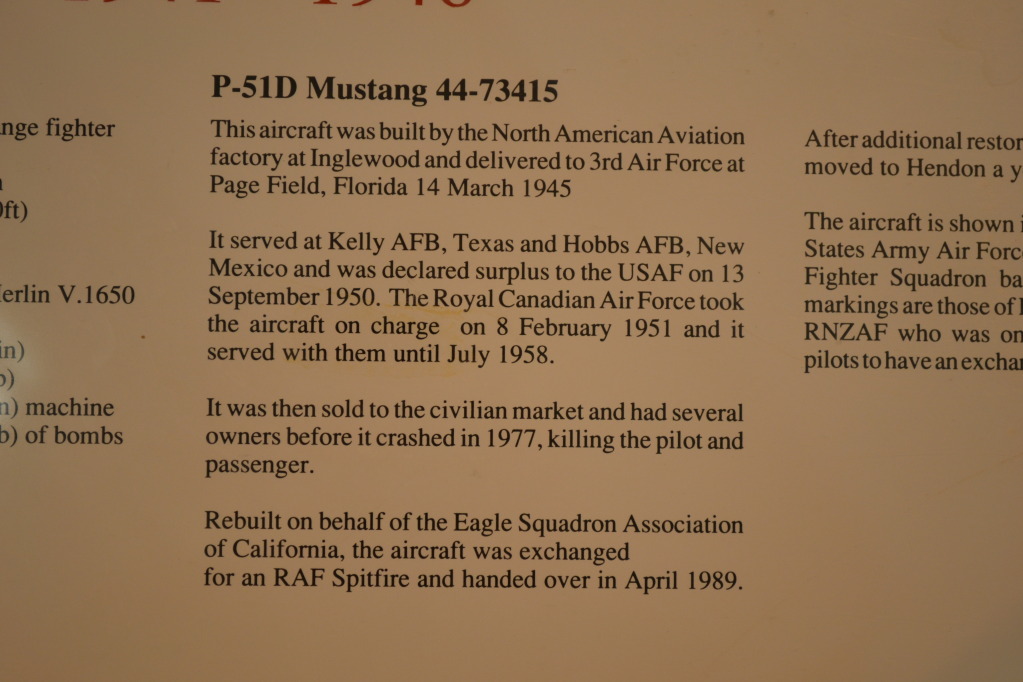 P-51D Mustang 44-73415
This aircraft was built by the North American Aviation
factory at Inglewood and delivered to 3rd Air Force at
Page Field, Florida 14 March 1945
It served at Kelly AFB, Texas and Hobbs AFB, New
Mexico and was declared surplus to the USAF on 13
September 1950. The Royal Canadian Air Force took
the aircraft on charge on 8 February 1951 and it
served with them until July 1958.
It was then sold to the civilian market and had several
owners before it crashed in 1977, killing the pilot and
passenger.
Rebuilt on behalf of the Eagle Squadron Association
of California, the aircraft was exchanged
for an RAF Spitfire and handed over in April 1989.
fighter
V.1650
machine
of bombs
After additional
moved to Hendon a
The aircraft is shown
States Army Air
Fighter Squadron
markings are those of
RNZAF who was
pilots to have an